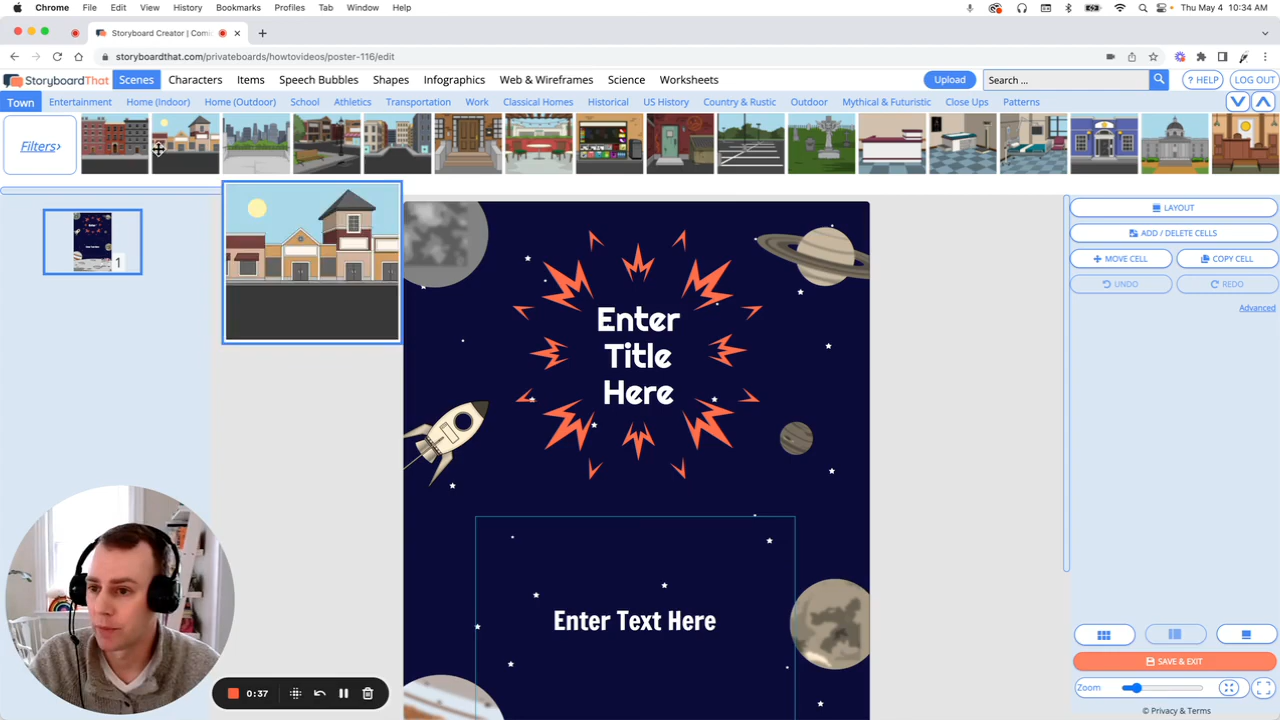 Chrome File Edit View History Bookmarks Profiles Tab Window Help Thu May 4 10:34 AM
Storyboard Creator | Com
storyboardthat.com/privateboards/howtovideos/poster-116/edit
StoryboardThat Scenes Characters Items Speech Bubbles Shapes Infographics Web & Wireframes Science Worksheets Upload Search ... HELP LOG OUT
Town Entertainment Home (Indoor) Home (Outdoor) School Athletics Transportation Work Classical Homes Historical US History Country & Rustic Outdoor Mythical & Futuristic Close Ups Patterns
Filters›
1
Enter
Title
Here
Enter Text Here
LAYOUT
ADD / DELETE CELLS
MOVE CELL COPY CELL
UNDO REDO
Advanced
SAVE & EXIT
Zoom
© Privacy & Terms
0:37